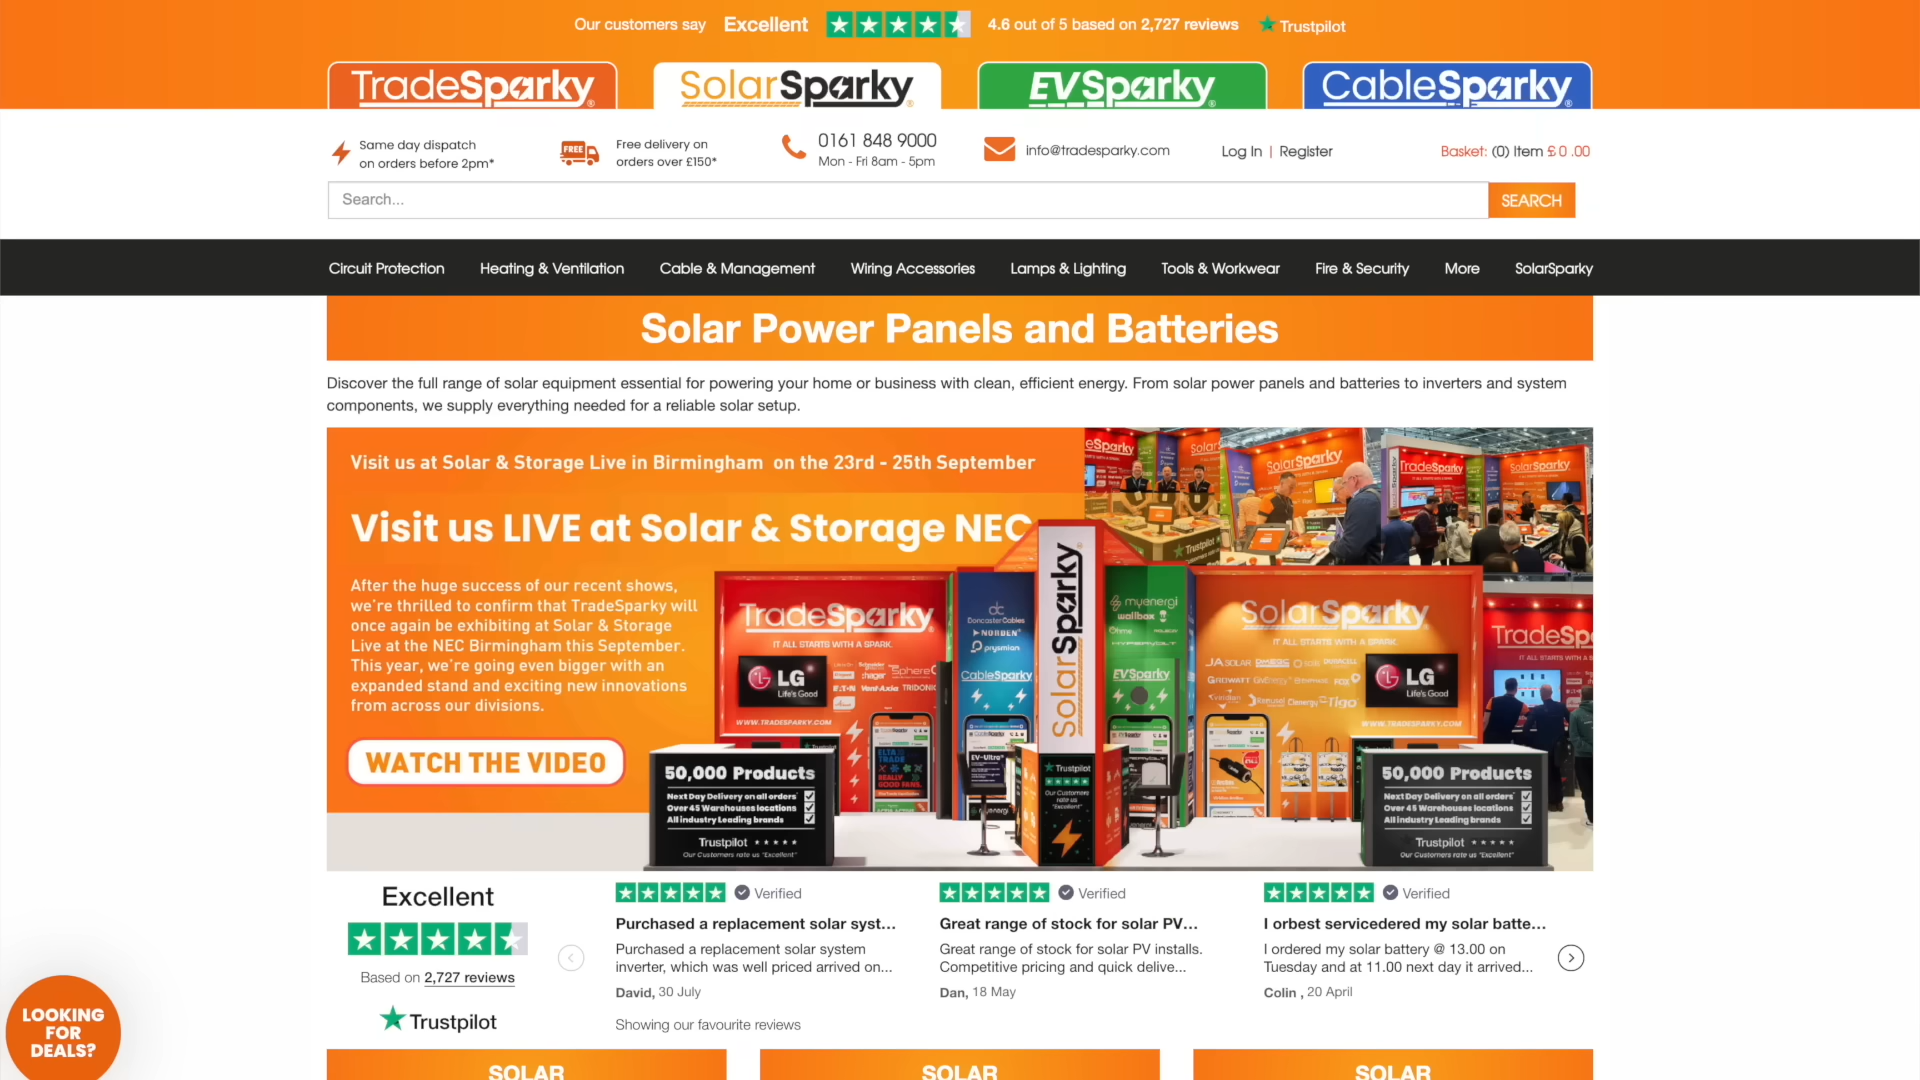 Our customers say Excellent 4.6 out of 5 based on 2,727 reviews Trustpilot
TradeSparky®
SolarSparky®
EVSparky®
CableSparky®
Same day dispatch
on orders before 2pm*
FREE
Free delivery on
orders over £150*
0161 848 9000
Mon - Fri 8am - 5pm
info@tradesparky.com
Log In | Register
Basket: (0) Item £0.00
Search...
SEARCH
Circuit Protection Heating & Ventilation Cable & Management Wiring Accessories Lamps & Lighting Tools & Workwear Fire & Security More SolarSparky
Solar Power Panels and Batteries
Discover the full range of solar equipment essential for powering your home or business with clean, efficient energy. From solar power panels and batteries to inverters and system
components, we supply everything needed for a reliable solar setup.
Visit us at Solar & Storage Live in Birmingham on the 23rd - 25th September
Visit us LIVE at Solar & Storage NEC
After the huge success of our recent shows,
we're thrilled to confirm that TradeSparky will
once again be exhibiting at Solar & Storage
Live at the NEC Birmingham this September.
This year, we're going even bigger with an
expanded stand and exciting new innovations
from across our divisions.
WATCH THE VIDEO
eSparky
Solar
SolarSparky
TradeSparky
SolarSparky
Trustpilot
TradeSparky
IT ALL STARTS WITH A SPARK.
LG
Life's Good
WWW.TRADESPARKY.COM
DoncasterCables
NORDEN
prysmian
CableSparky
SolarSparky
myenergi
wallbox
Ohme
EVSparky
SolarSparky
IT ALL STARTS WITH A SPARK.
JA SOLAR
GROWATT
Tigo
LG
Life's Good
WWW.TRADESPARKY.COM
TradeSp
50,000 Products
Next Day Delivery on all orders
Over 45 Warehouses locations
All industry Leading brands
Trustpilot
Our Customers rate us "Excellent"
Trustpilot
Our Customers
rate us
"Excellent"
50,000 Products
Next Day Delivery on all orders
Over 45 Warehouses locations
All industry Leading brands
Trustpilot
Our Customers rate us "Excellent"
Excellent
Based on 2,727 reviews
Trustpilot
Verified
Purchased a replacement solar syst...
Purchased a replacement solar system
inverter, which was well priced arrived on...
David, 30 July
Verified
Great range of stock for solar PV...
Great range of stock for solar PV installs.
Competitive pricing and quick delive...
Dan, 18 May
Verified
I orbest servicedered my solar batte...
I ordered my solar battery @ 13.00 on
Tuesday and at 11.00 next day it arrived...
Colin , 20 April
Showing our favourite reviews
LOOKING
FOR
DEALS?
SOLAR
SOLAR
SOLAR